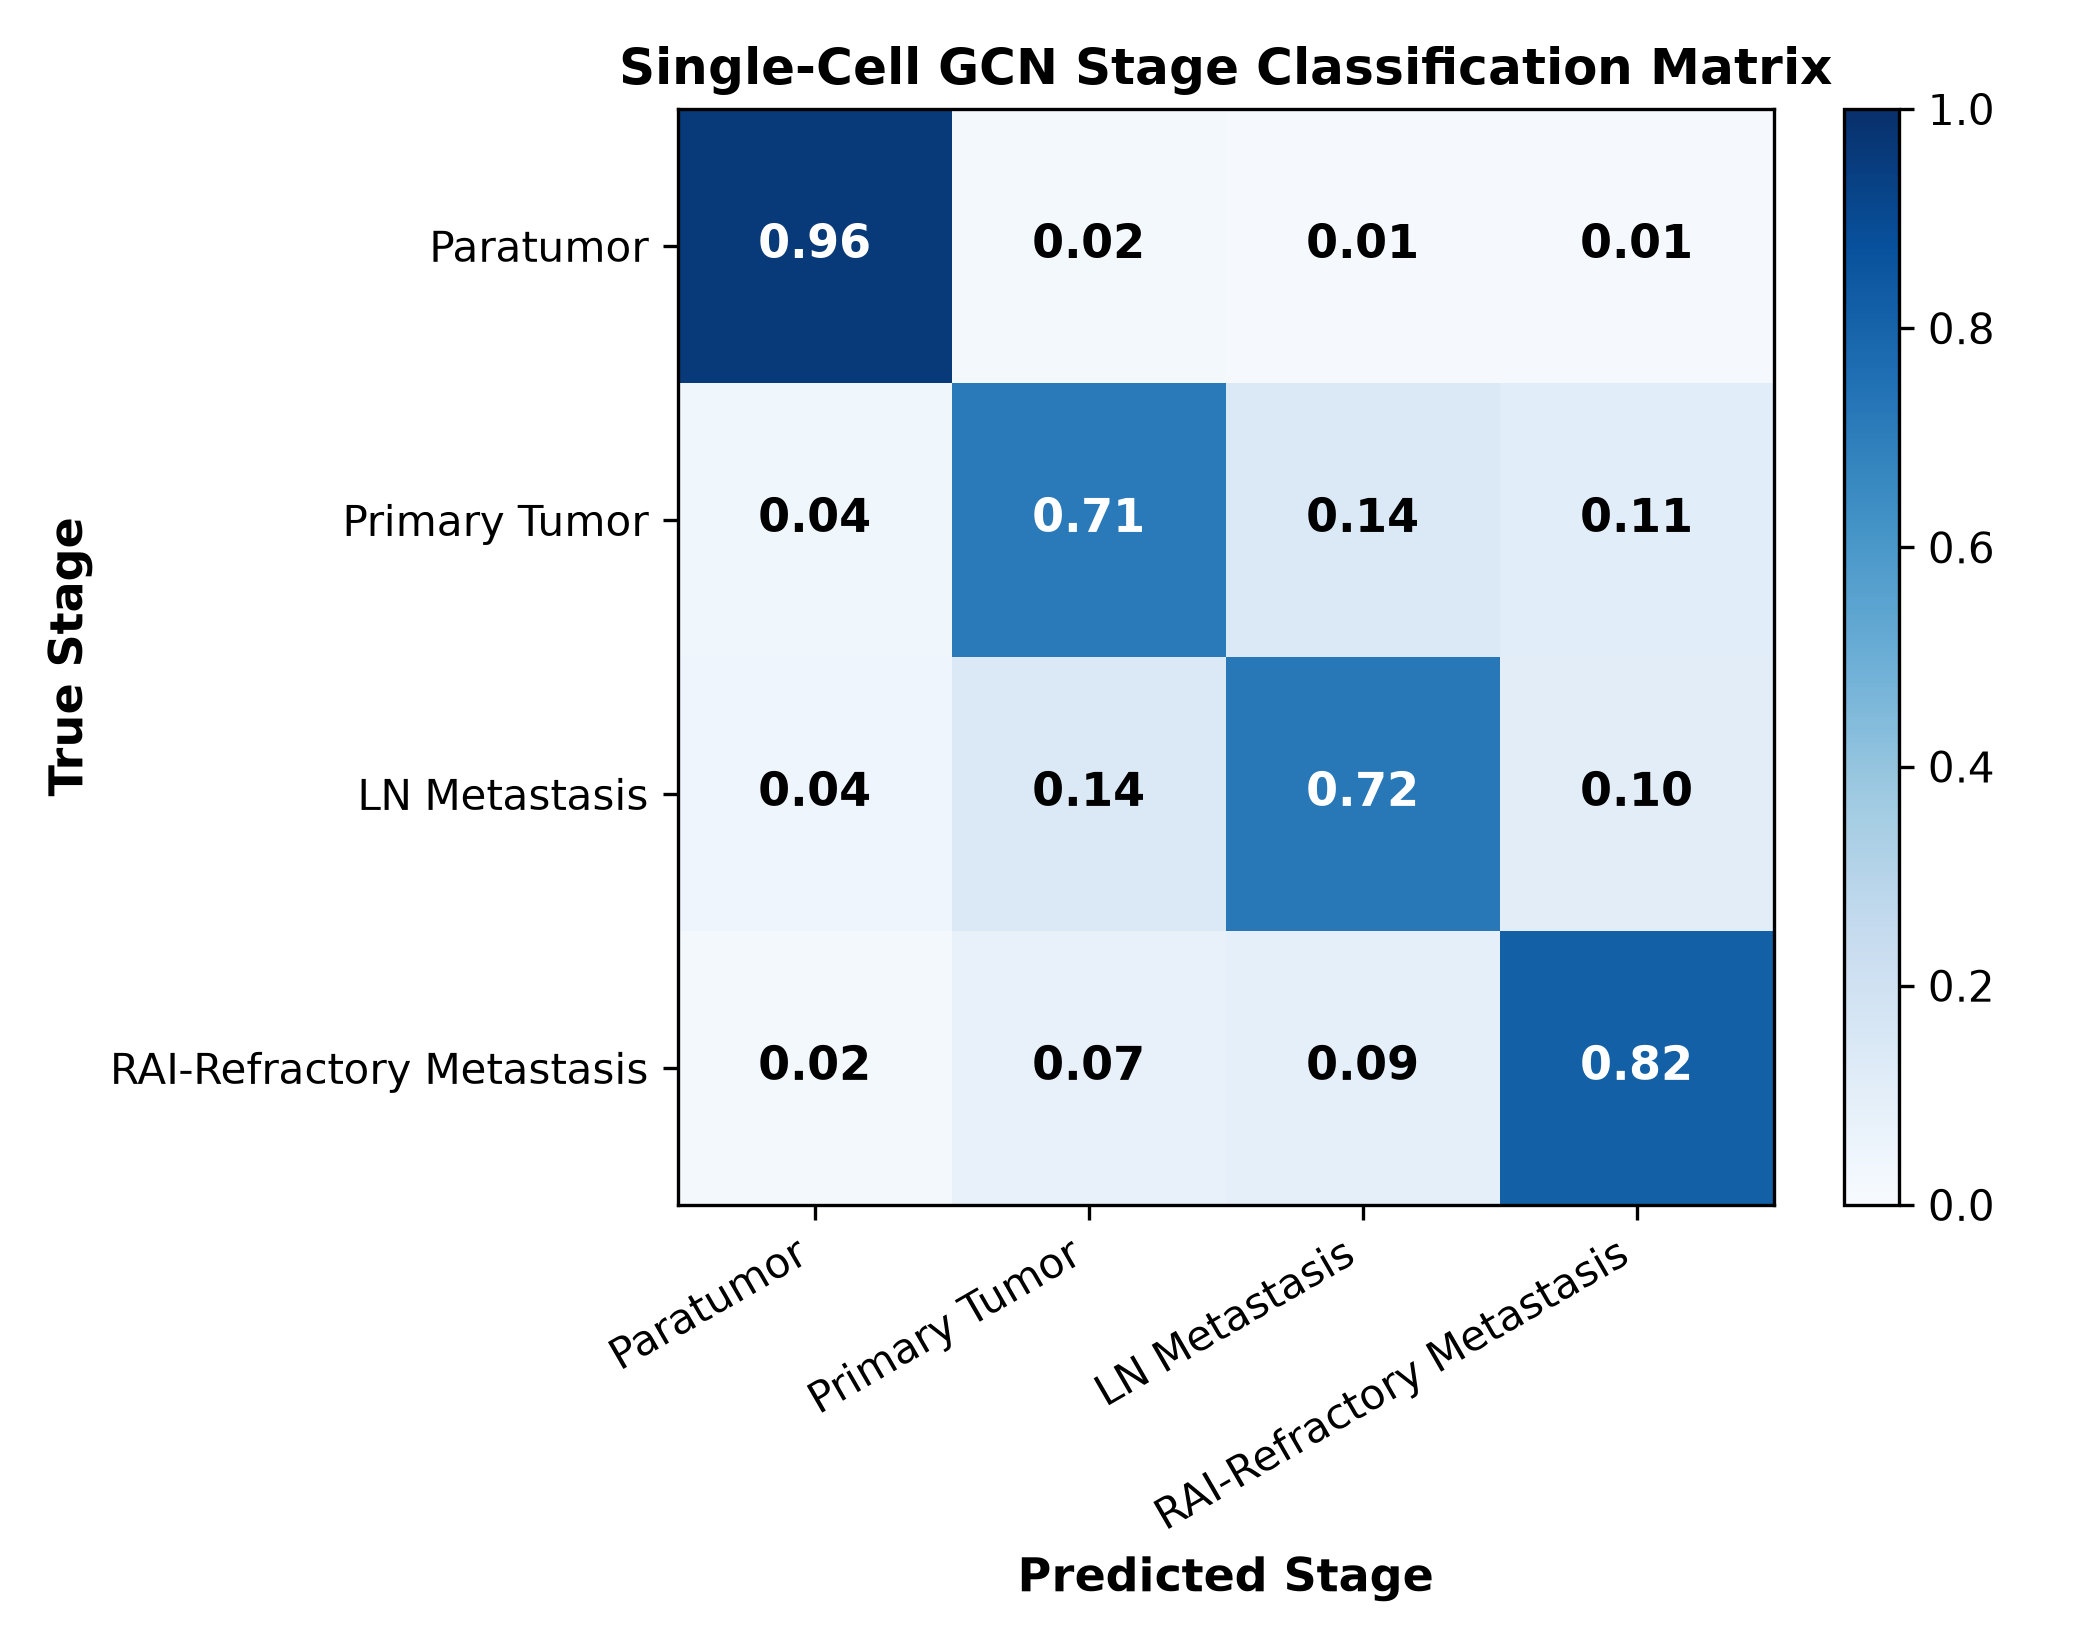 Single-Cell GCN Stage Classification Matrix
True Stage
Paratumor
0.96 0.02 0.01 0.01
Primary Tumor
0.04 0.71 0.14 0.11
LN Metastasis
0.04 0.14 0.72 0.10
RAI-Refractory Metastasis
0.02 0.07 0.09 0.82
1.0
0.8
0.6
0.4
0.2
0.0
Paratumor
Primary Tumor
LN Metastasis
RAI-Refractory Metastasis
Predicted Stage